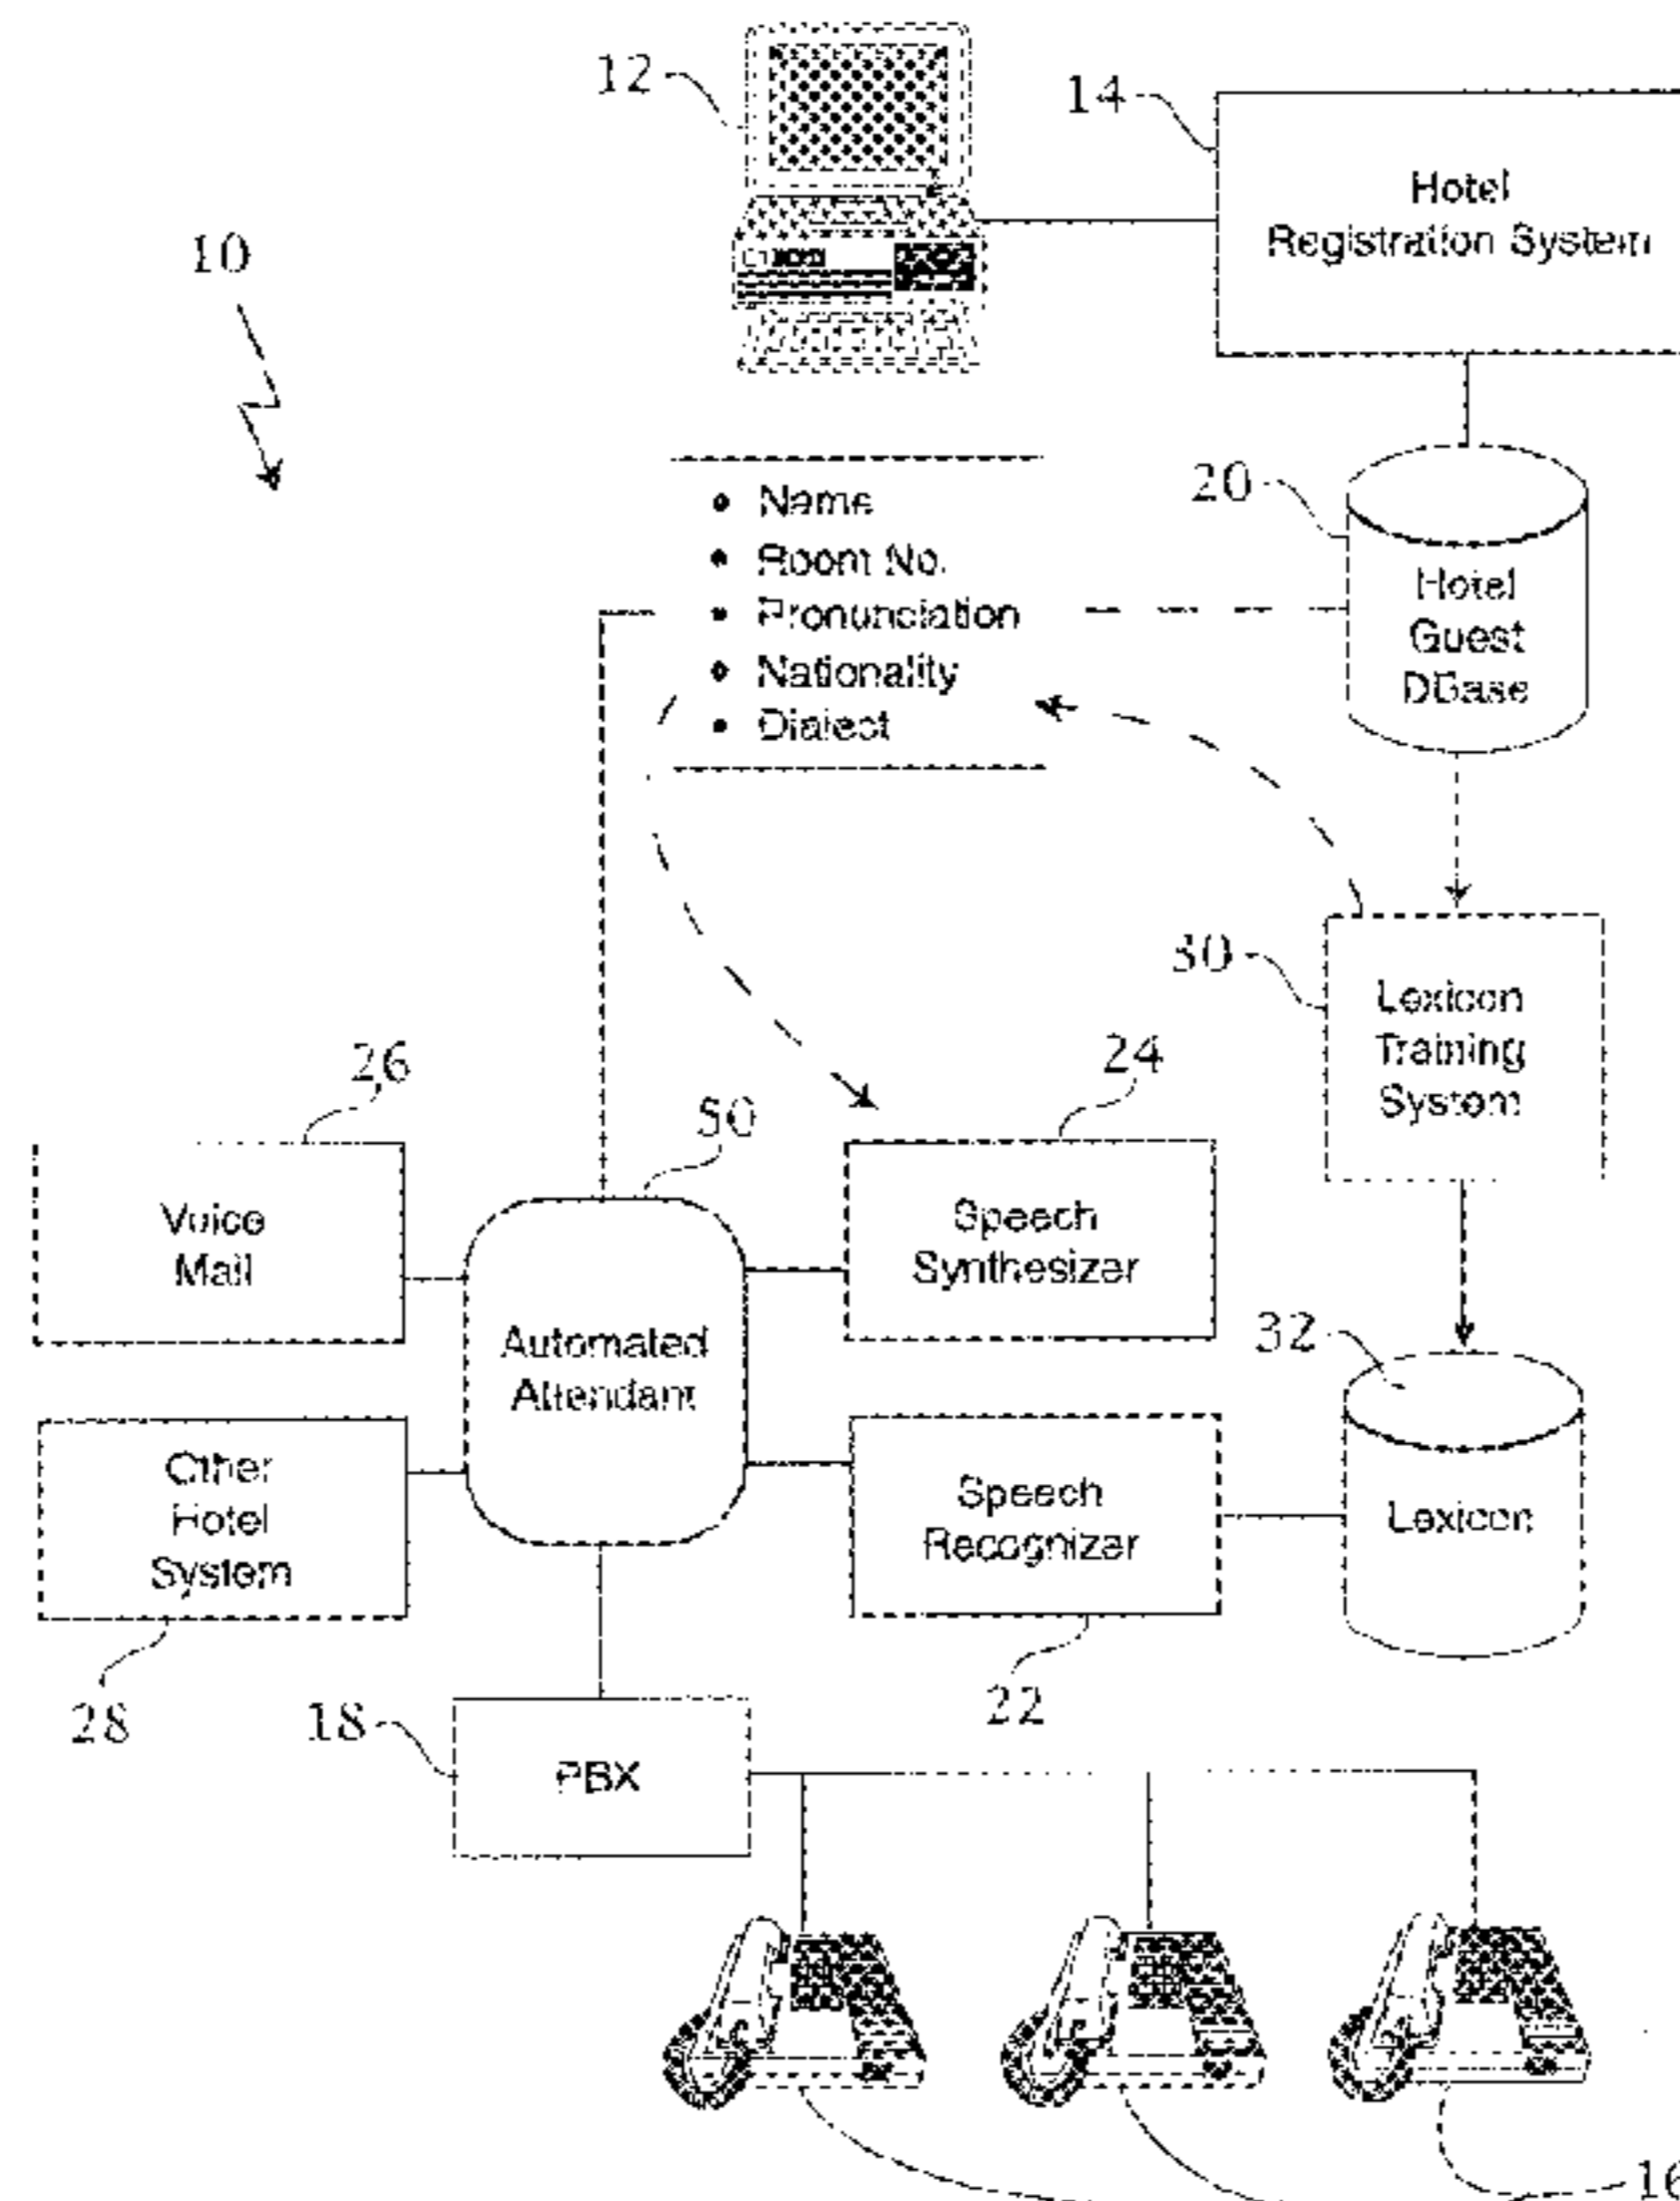 12
14
Hotel
Registration System
10
20
• Name
• Room No.
• Pronunciation
• Nationality
• Dialect
Hotel
Guest
DBase
30
Lexicon
Training
System
26
50
24
Voice
Mail
Speech
Synthesizer
Automated
Attendant
32
Other
Hotel
System
Speech
Recognizer
Lexicon
28
18
22
PBX
16